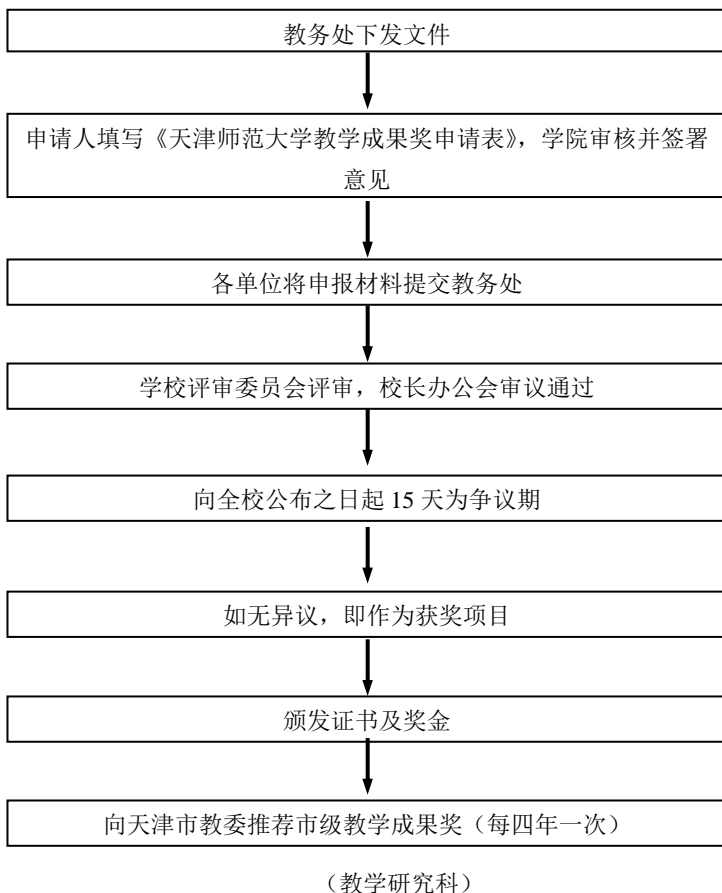 教务处下发文件
申请人填写《天津师范大学教学成果奖申请表》，学院审核并签署
意见
各单位将申报材料提交教务处
学校评审委员会评审，校长办公会审议通过
向全校公布之日起 15 天为争议期
如无异议，即作为获奖项目
颁发证书及奖金
向天津市教委推荐市级教学成果奖（每四年一次）
（教学研究科）